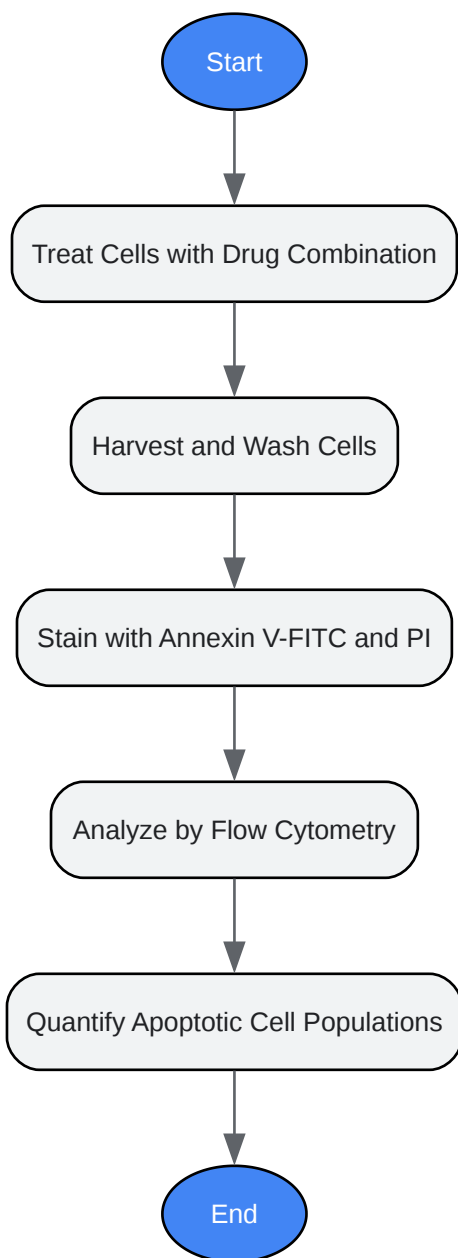 Start
Treat Cells with Drug Combination
Harvest and Wash Cells
Stain with Annexin V-FITC and PI
Analyze by Flow Cytometry
Quantify Apoptotic Cell Populations
End